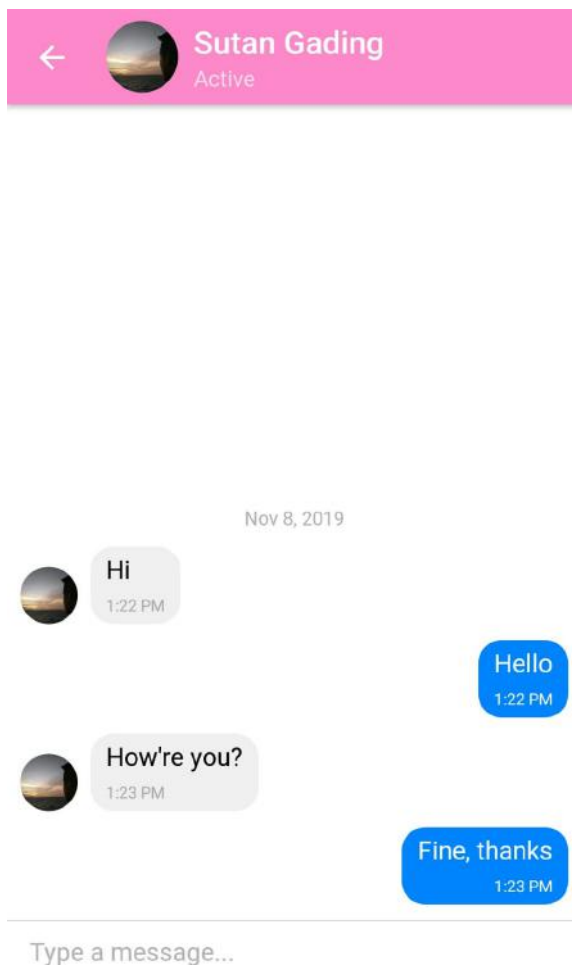 Sutan Gading
Active
Nov 8, 2019
Hi
1:22 PM
Hello
1:22 PM
How're you?
1:23 PM
Fine, thanks
1:23 PM
Type a message...